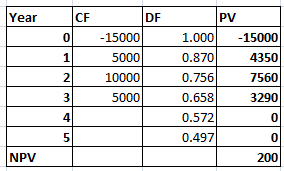 Year CF DF PV
0 -15000 1.000 -15000
1 5000 0.870 4350
2 10000 0.756 7560
3 5000 0.658 3290
4 0.572 0
5 0.497 0
NPV 200